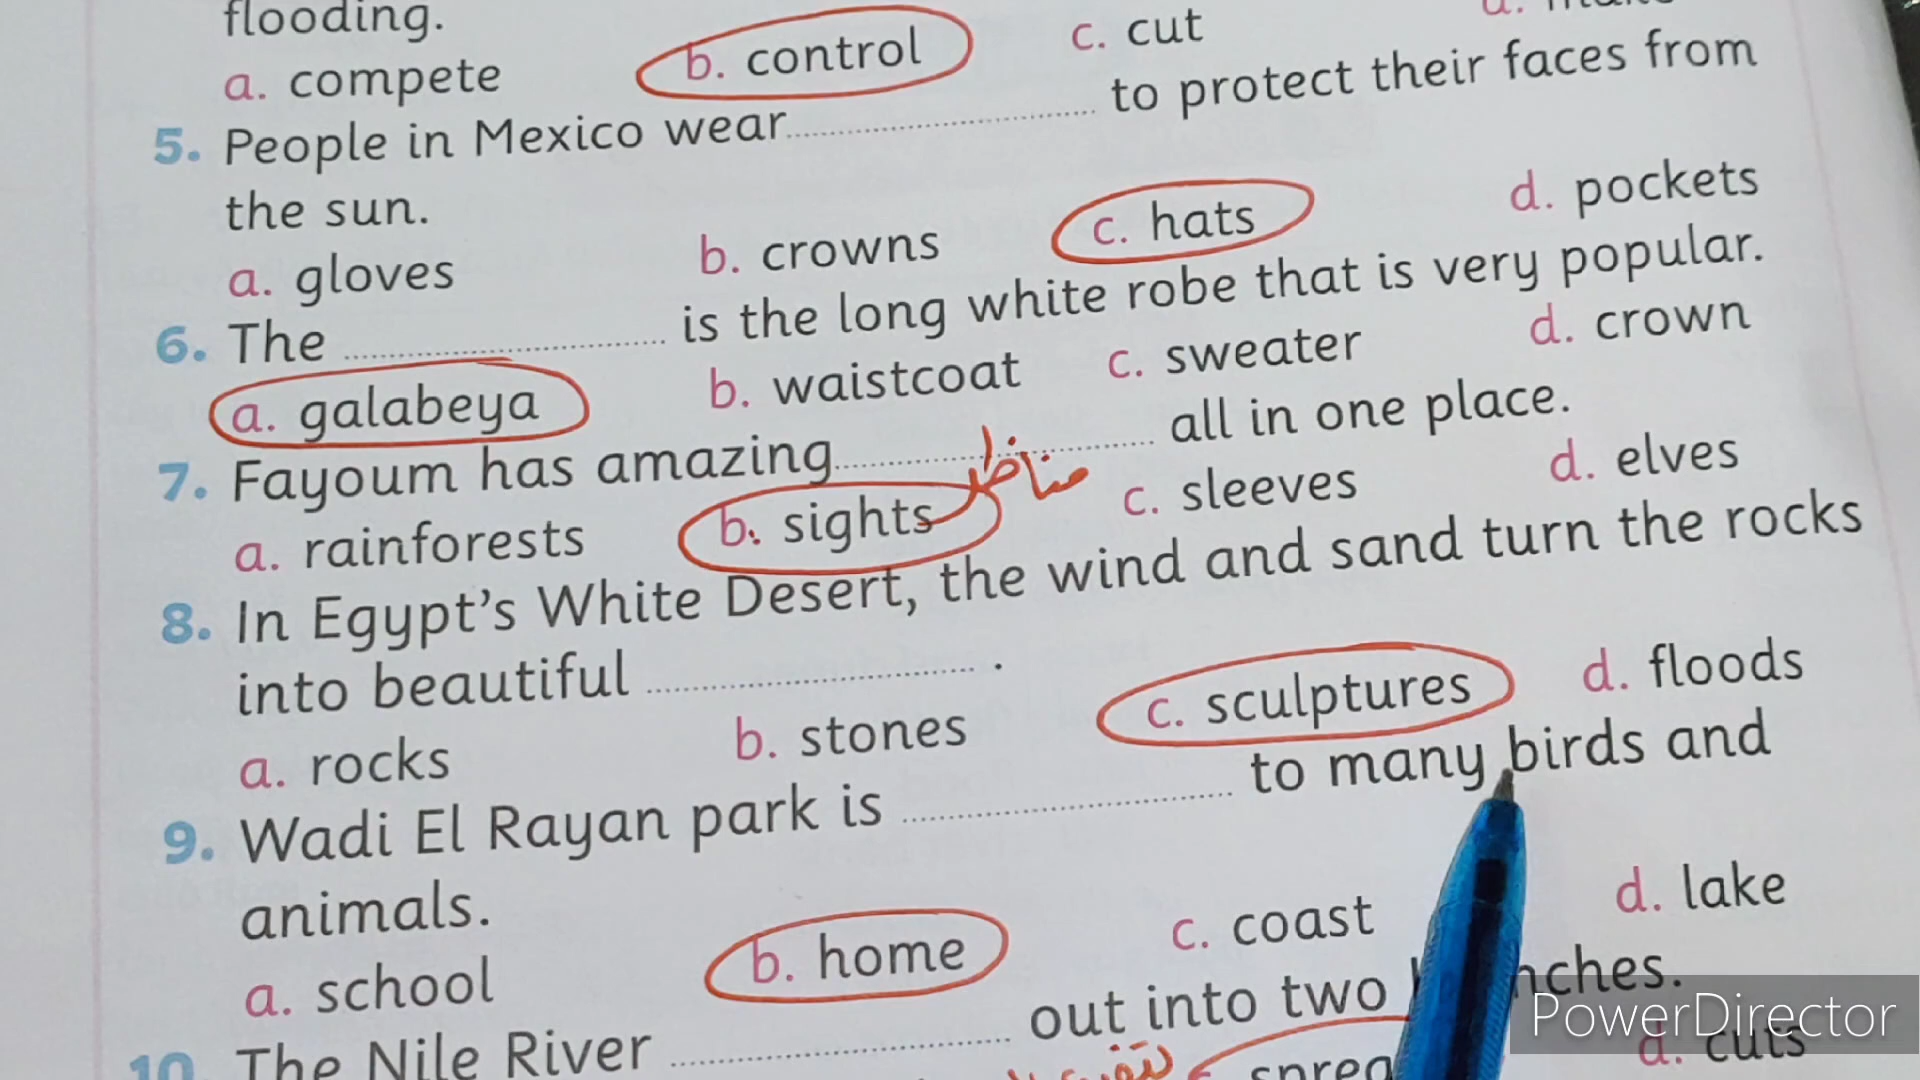 flooding.
a. compete b. control c. cut
5. People in Mexico wear to protect their faces from
the sun.
a. gloves b. crowns c. hats d. pockets
6. The is the long white robe that is very popular.
a. galabeya b. waistcoat c. sweater d. crown
7. Fayoum has amazing all in one place.
مناظر
a. rainforests b. sights c. sleeves d. elves
8. In Egypt's White Desert, the wind and sand turn the rocks
into beautiful .
a. rocks b. stones c. sculptures d. floods
9. Wadi El Rayan park is to many birds and
animals.
a. school b. home c. coast d. lake
10. The Nile River out into two
d. cuts
PowerDirector